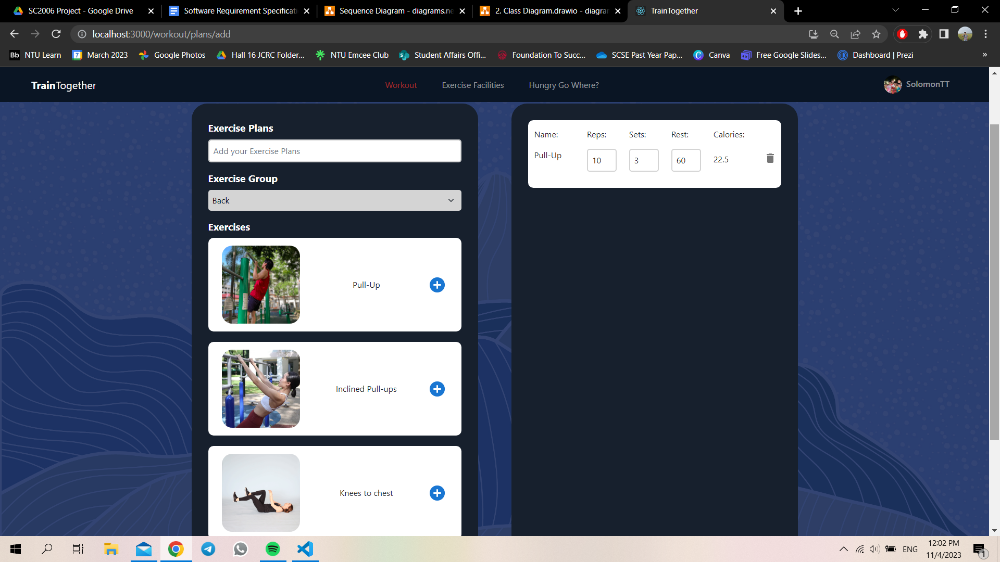 SC2006 Project - Google Drive
Software Requirement Specificati
Sequence Diagram - diagrams.ne
2. Class Diagram.drawio - diagran
TrainTogether
localhost:3000/workout/plans/add
Bb NTU Learn
7 March 2023
Google Photos
Hall 16 JCRC Folder...
NTU Emcee Club
S Student Affairs Offi...
Foundation To Succ...
SCSE Past Year Pap...
C Canva
Free Google Slides...
Dashboard | Prezi
»
TrainTogether
Workout
Exercise Facilities
Hungry Go Where?
SolomonTT
Exercise Plans
Add your Exercise Plans
Exercise Group
Back
Exercises
Pull-Up
Inclined Pull-ups
Knees to chest
Name: Reps: Sets: Rest: Calories:
Pull-Up 10 3 60 22.5
ENG
12:02 PM
11/4/2023
1